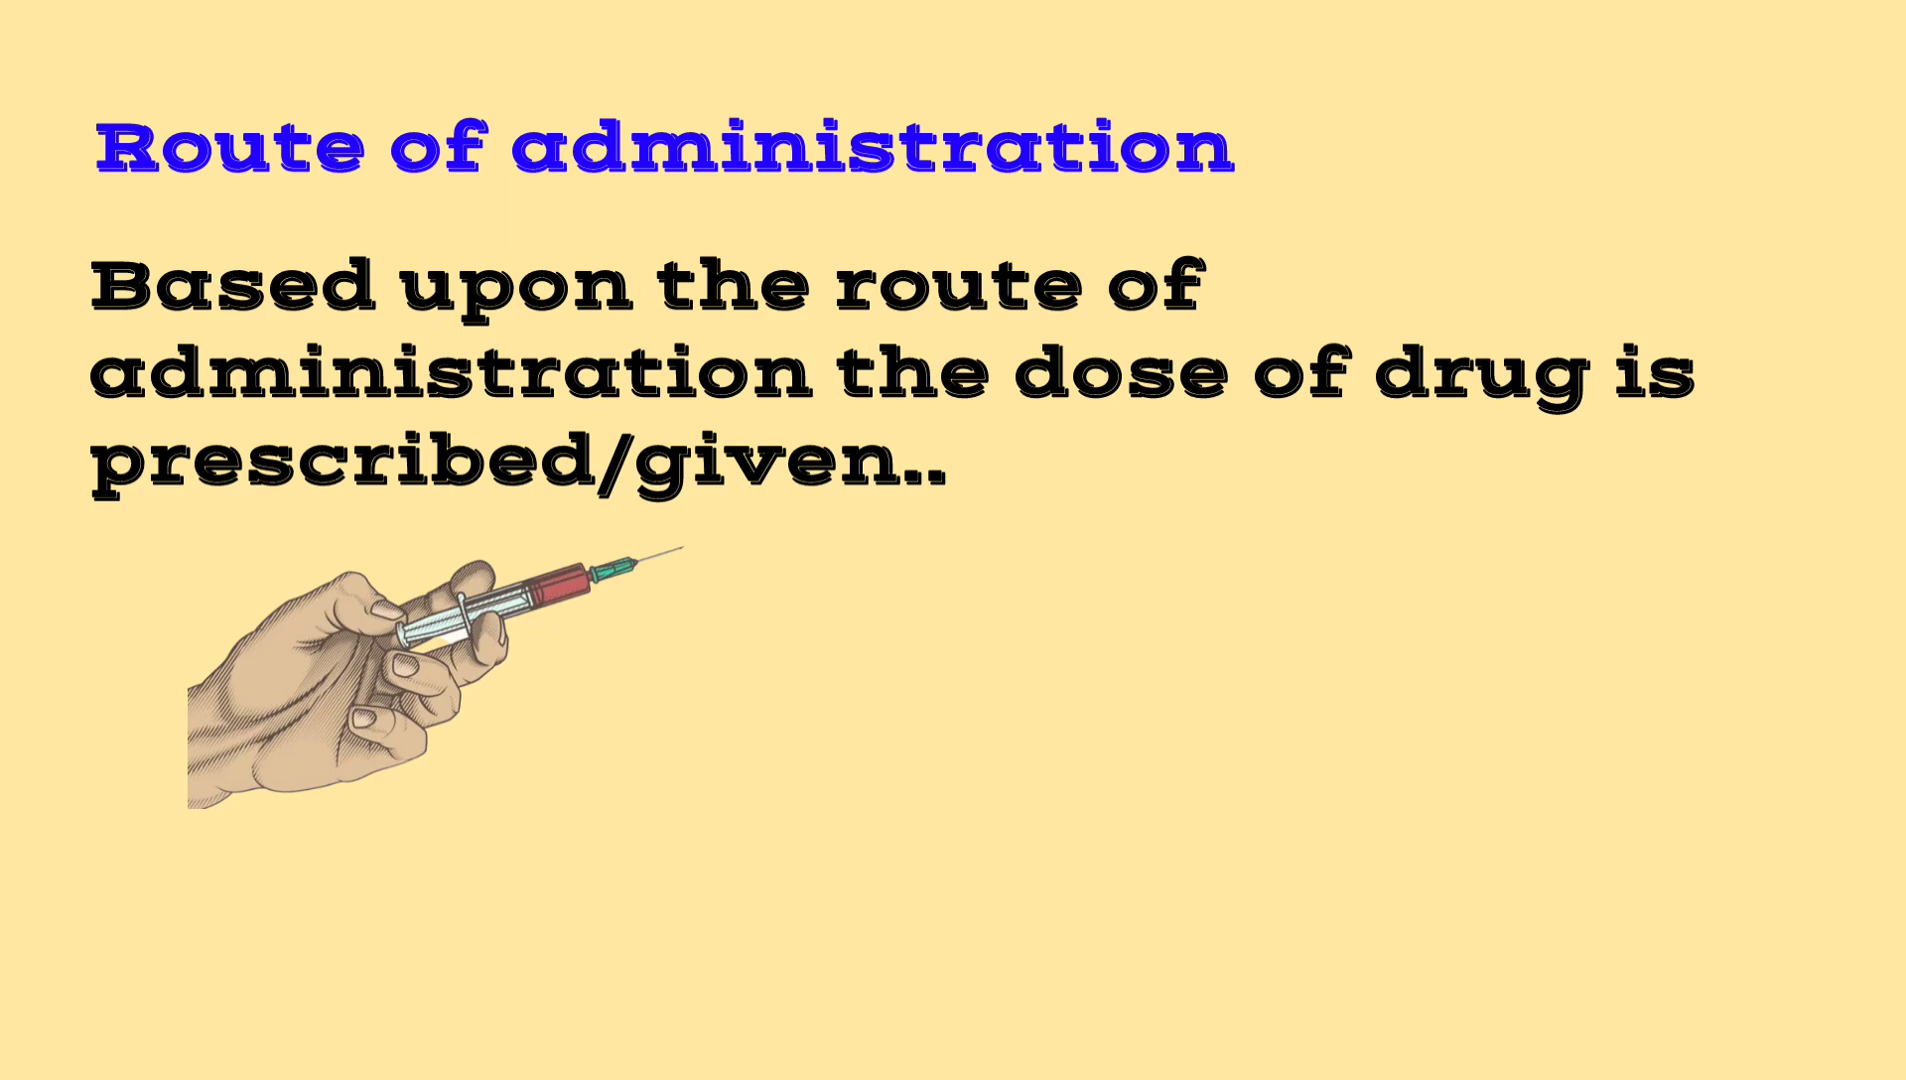 Route of administration
Based upon the route of
administration the dose of drug is
prescribed/given..